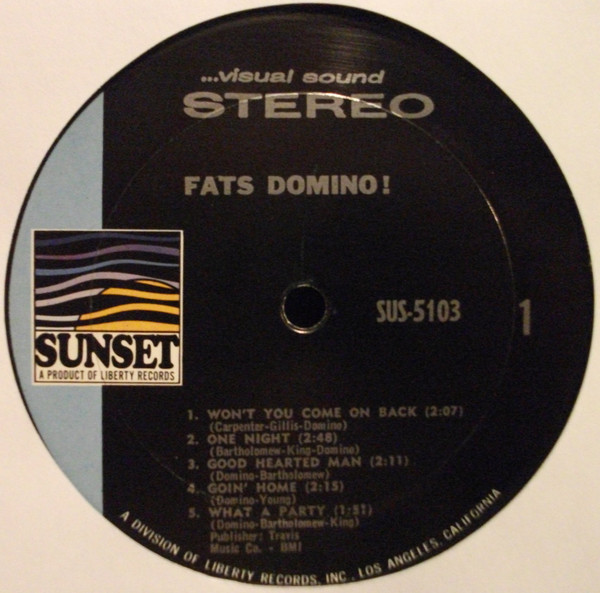 ...visual sound
STEREO
FATS DOMINO!
SUS-5103
1
SUNSET
A PRODUCT OF LIBERTY RECORDS
1. WON'T YOU COME ON BACK (2:07)
(Carpenter-Gillis-Domino)
2. ONE NIGHT (2:48)
(Bartholomew-King-Domino)
3. GOOD HEARTED MAN (2:11)
(Domino-Bartholomew)
4. GOIN' HOME (2:15)
(Domino-Young)
5. WHAT A PARTY (1:51)
(Domino-Bartholomew-King)
Publisher: Travis
Music Co. - BMI
A DIVISION OF LIBERTY RECORDS, INC., LOS ANGELES, CALIFORNIA